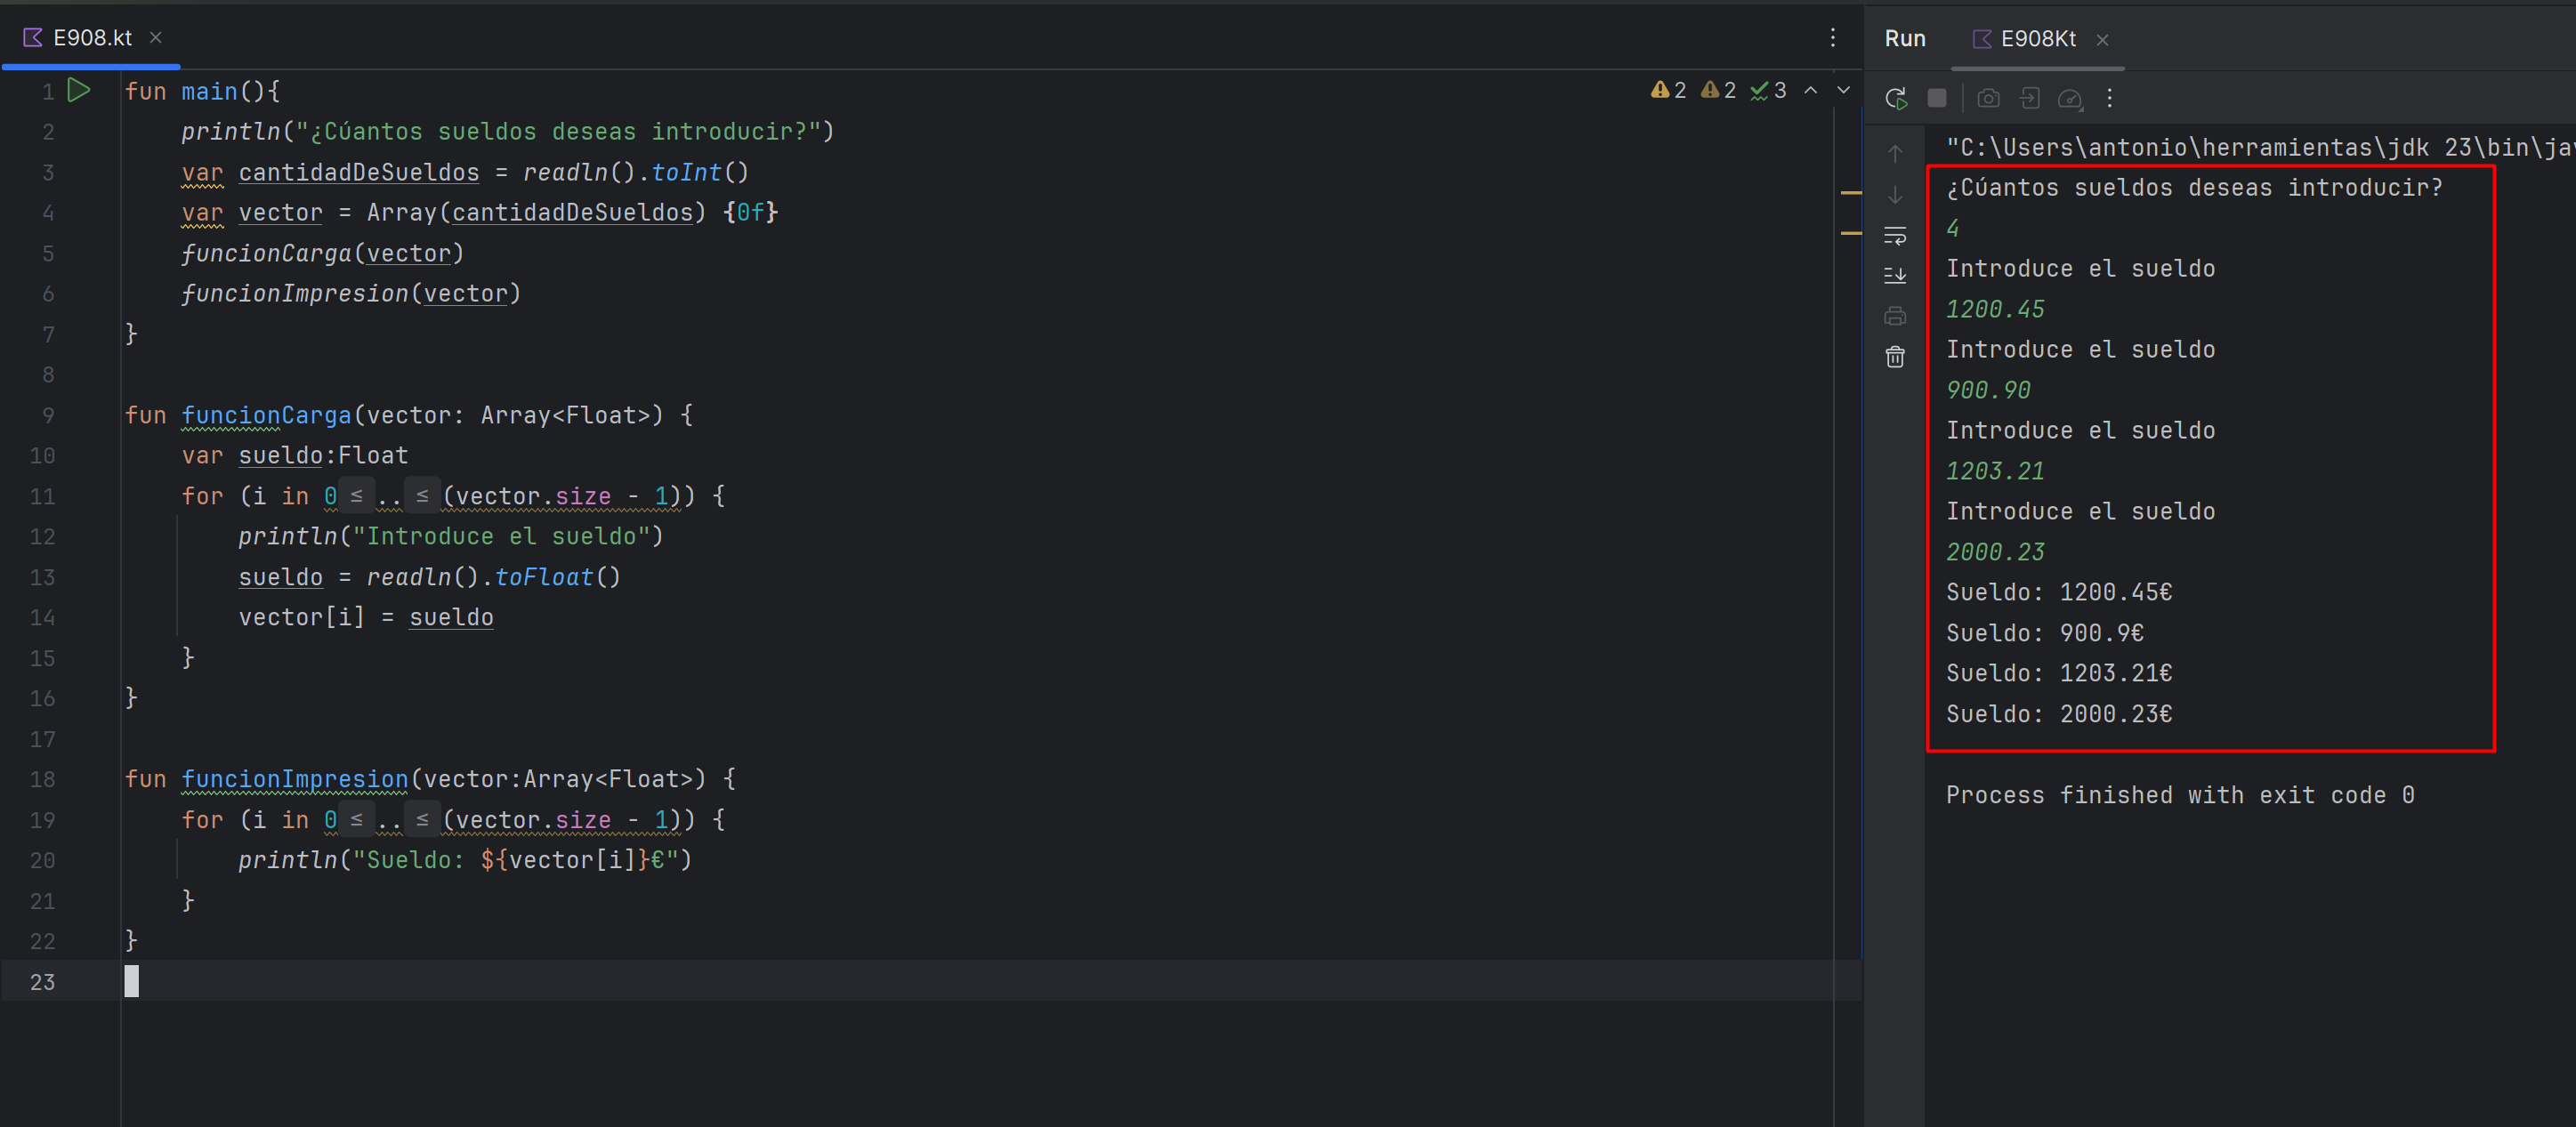 E908.kt
2 2 3
1 fun main(){
2 println("¿Cúantos sueldos deseas introducir?")
3 var cantidadDeSueldos = readln().toInt()
4 var vector = Array(cantidadDeSueldos) {0f}
5 funcionCarga(vector)
6 funcionImpresion(vector)
7 }
8
9 fun funcionCarga(vector: Array<Float>) {
10 var sueldo:Float
11 for (i in 0 ≤ .. ≤ (vector.size - 1)) {
12 println("Introduce el sueldo")
13 sueldo = readln().toFloat()
14 vector[i] = sueldo
15 }
16 }
17
18 fun funcionImpresion(vector:Array<Float>) {
19 for (i in 0 ≤ .. ≤ (vector.size - 1)) {
20 println("Sueldo: ${vector[i]}€")
21 }
22 }
23
Run E908Kt
"C:\Users\antonio\herramientas\jdk 23\bin\jav
¿Cúantos sueldos deseas introducir?
4
Introduce el sueldo
1200.45
Introduce el sueldo
900.90
Introduce el sueldo
1203.21
Introduce el sueldo
2000.23
Sueldo: 1200.45€
Sueldo: 900.9€
Sueldo: 1203.21€
Sueldo: 2000.23€
Process finished with exit code 0